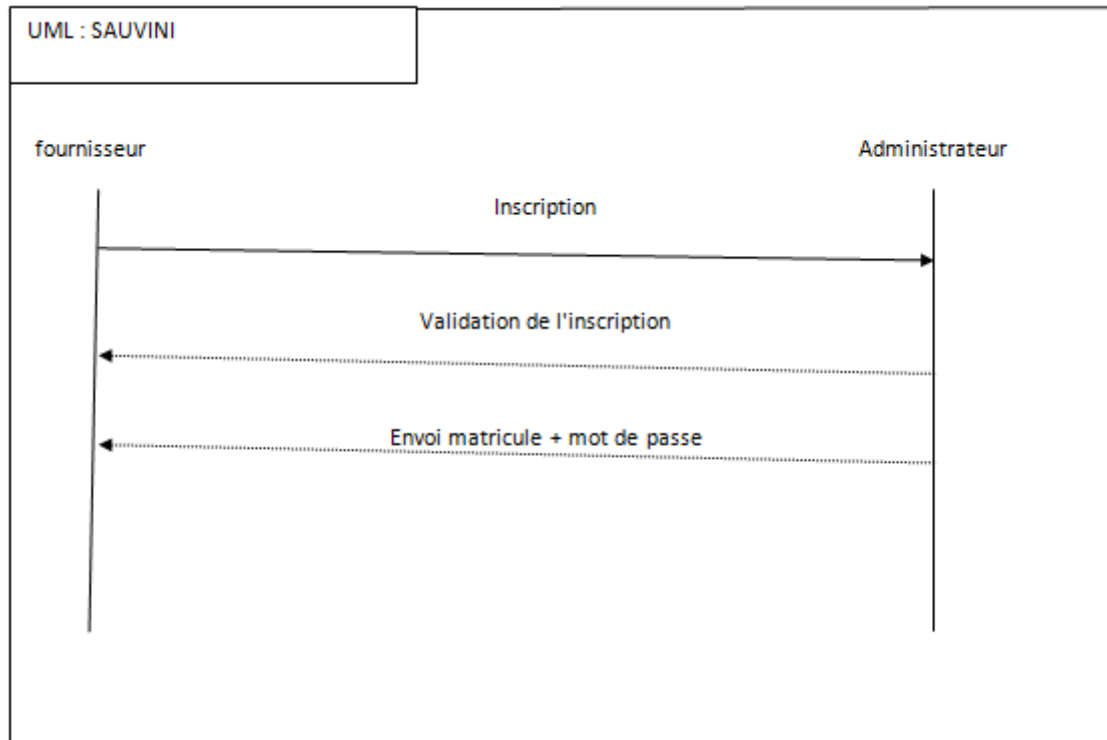 UML : SAUVINI
fournisseur
Administrateur
Inscription
Validation de l'inscription
Envoi matricule + mot de passe